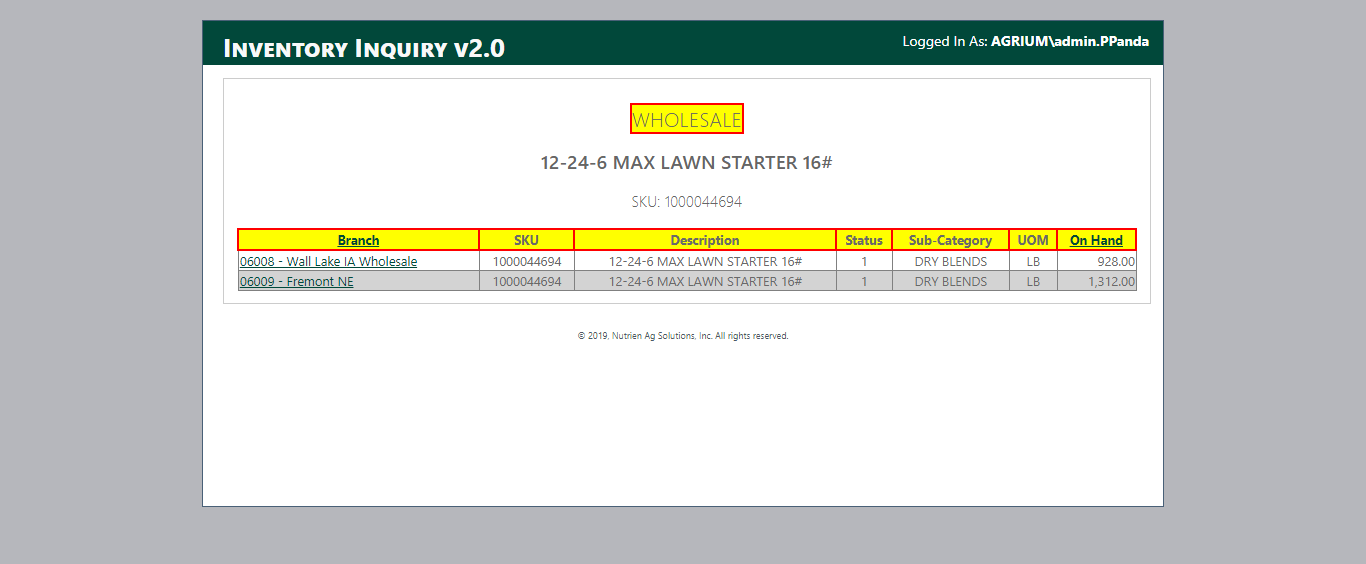 Inventory Inquiry v2.0
Logged In As: AGRIUM\admin.PPanda
WHOLESALE
12-24-6 MAX LAWN STARTER 16#
SKU: 1000044694
Branch SKU Description Status Sub-Category UOM On Hand
06008 - Wall Lake IA Wholesale 1000044694 12-24-6 MAX LAWN STARTER 16# 1 DRY BLENDS LB 928.00
06009 - Fremont NE 1000044694 12-24-6 MAX LAWN STARTER 16# 1 DRY BLENDS LB 1,312.00
© 2019, Nutrien Ag Solutions, Inc. All rights reserved.